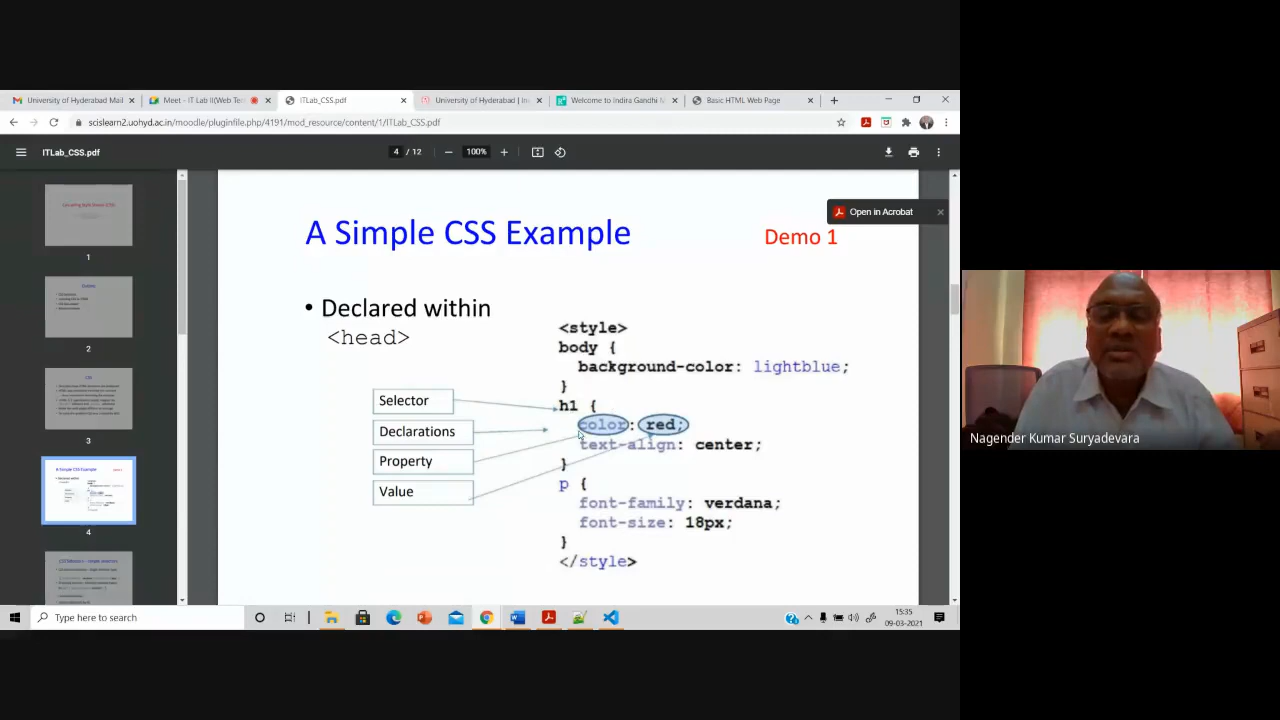 University of Hyderabad Mail
Meet - IT Lab II(Web Te
ITLab_CSS.pdf
University of Hyderabad | In
Welcome to Indira Gandhi M
Basic HTML Web Page
scislearn2.uohyd.ac.in/moodle/pluginfile.php/4191/mod_resource/content/1/ITLab_CSS.pdf
ITLab_CSS.pdf
4 / 12
100%
Open in Acrobat
1
2
3
4
A Simple CSS Example
Demo 1
• Declared within
<head>
Selector
Declarations
Property
Value
<style>
body {
background-color: lightblue;
}
h1 {
color: red;
text-align: center;
}
p {
font-family: verdana;
font-size: 18px;
}
</style>
Nagender Kumar Suryadevara
Type here to search
15:35
09-03-2021